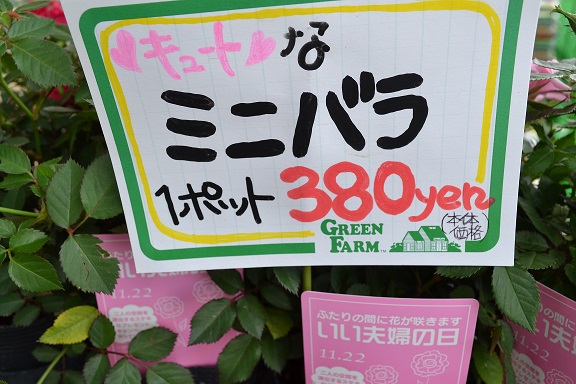 キュートな
ミニバラ
1ポット 380yen
(本体価格)
GREEN FARM
11.22
ふたりの間に花が咲きます
いい夫婦の日
11.22